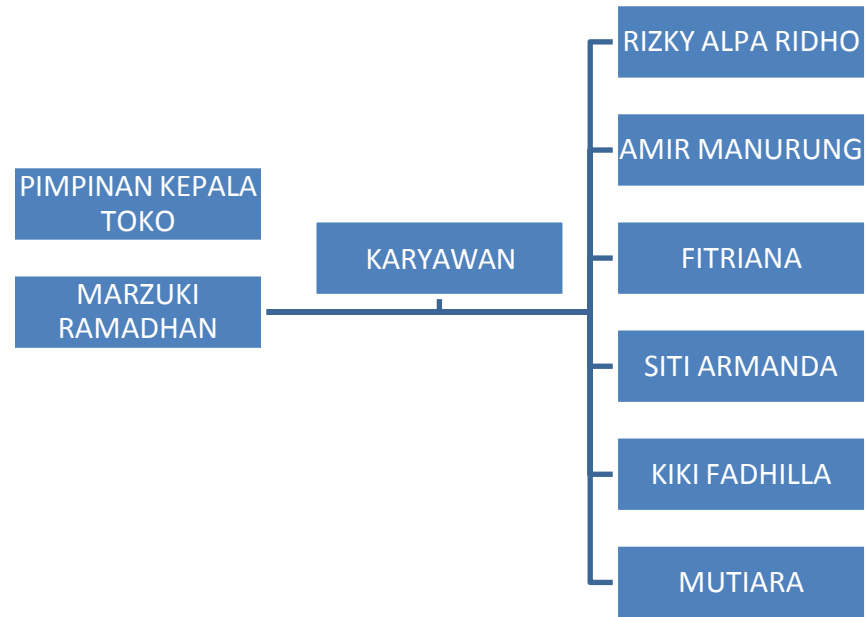 PIMPINAN KEPALA
TOKO
MARZUKI
RAMADHAN
KARYAWAN
RIZKY ALPA RIDHO
AMIR MANURUNG
FITRIANA
SITI ARMANDA
KIKI FADHILLA
MUTIARA